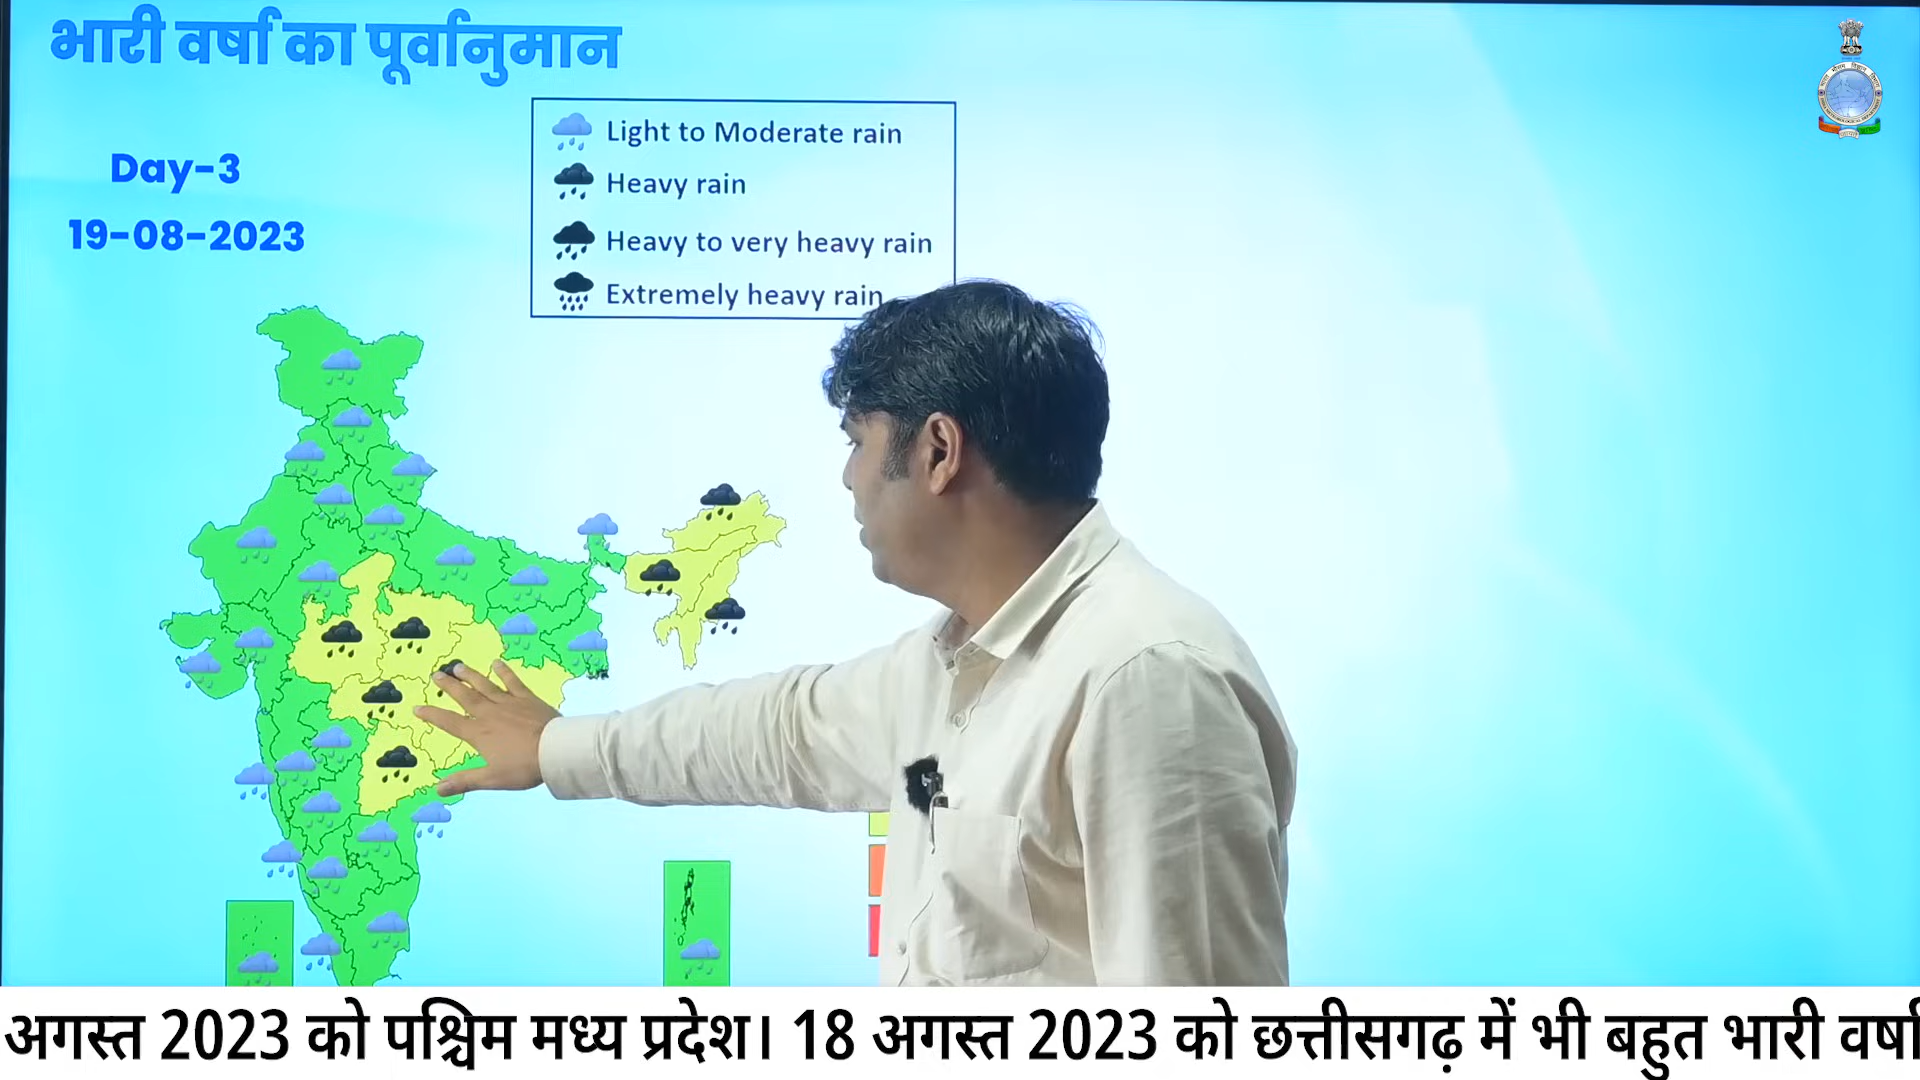 भारी वर्षा का पूर्वानुमान
Day-3
19-08-2023
Light to Moderate rain
Heavy rain
Heavy to very heavy rain
Extremely heavy rain
अगस्त 2023 को पश्चिम मध्य प्रदेश। 18 अगस्त 2023 को छत्तीसगढ़ में भी बहुत भारी वर्षा